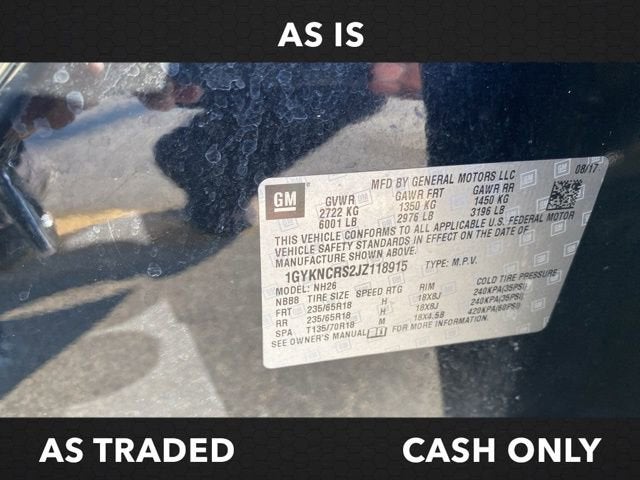 AS IS
GM
MFD BY GENERAL MOTORS LLC
08/17
GVWR GAWR FRT GAWR RR
2722 KG 1350 KG 1450 KG
6001 LB 2976 LB 3196 LB
THIS VEHICLE CONFORMS TO ALL APPLICABLE U.S. FEDERAL MOTOR
VEHICLE SAFETY STANDARDS IN EFFECT ON THE DATE OF
MANUFACTURE SHOWN ABOVE.
1GYKNCRS2JZ118915 TYPE: M.P.V.
MODEL: NH26
NB88 TIRE SIZE SPEED RTG RIM COLD TIRE PRESSURE
FRT 235/65R18 H 18X8J 240KPA(35PSI)
RR 235/65R18 H 18X8J 240KPA(35PSI)
SPA T135/70R18 M 18X4.5B 420KPA(60PSI)
SEE OWNER'S MANUAL FOR MORE INFORMATION.
AS TRADED
CASH ONLY